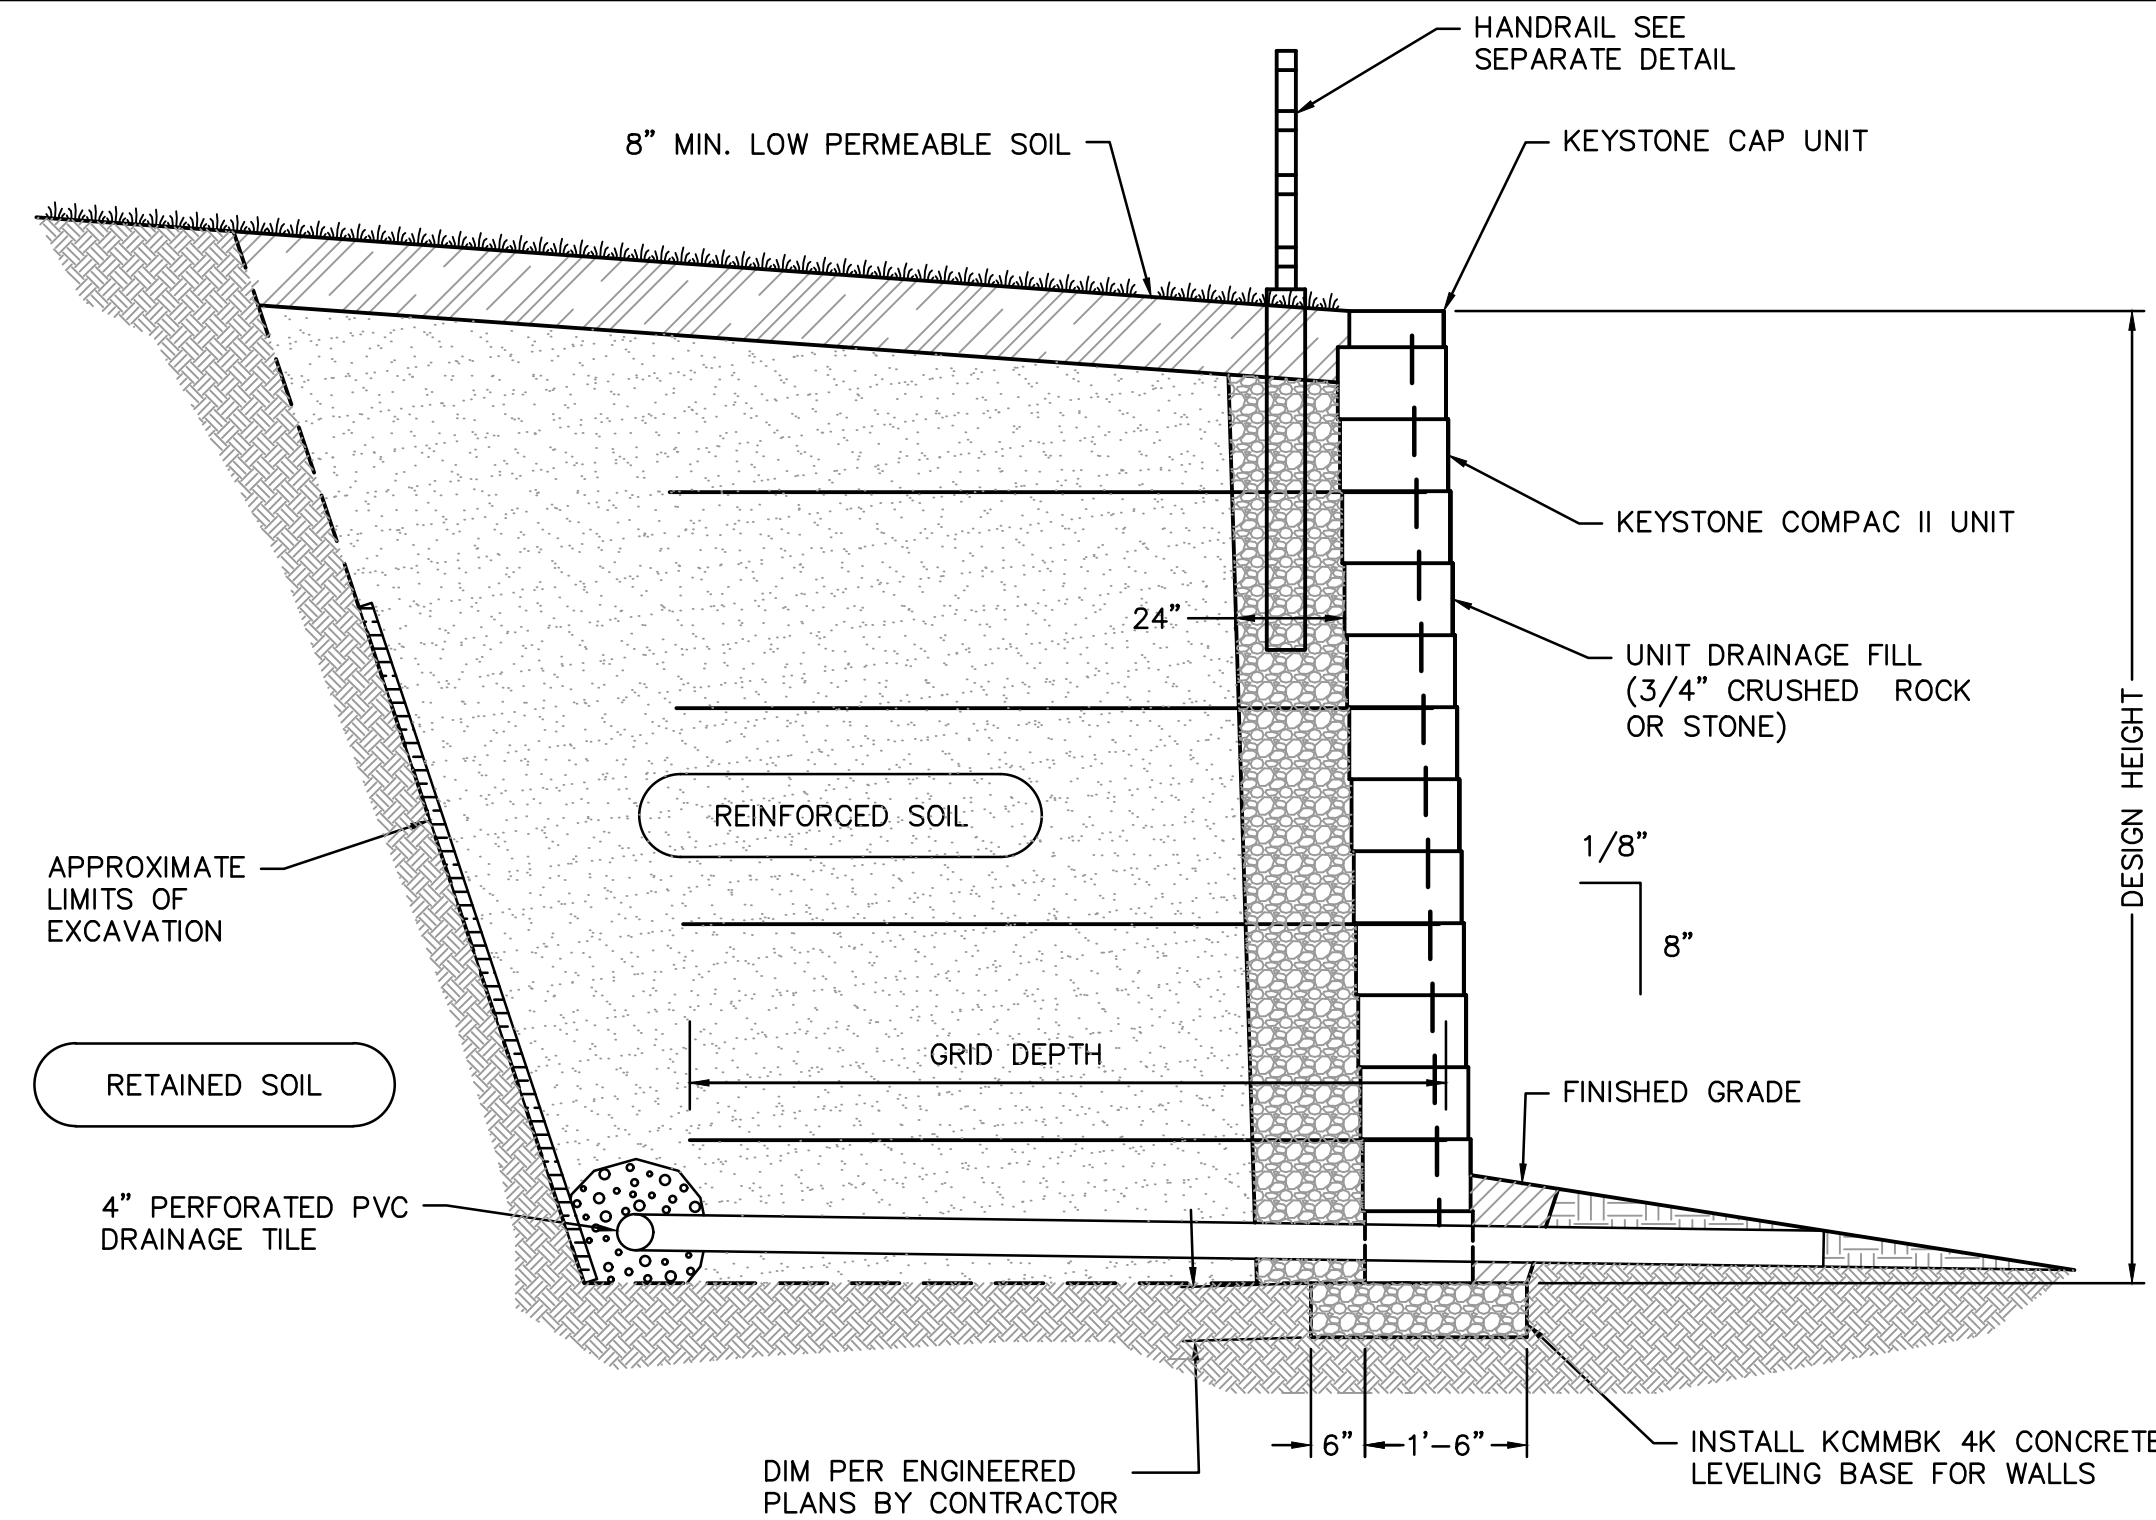 HANDRAIL SEE
SEPARATE DETAIL
8” MIN. LOW PERMEABLE SOIL
KEYSTONE CAP UNIT
KEYSTONE COMPAC II UNIT
24”
UNIT DRAINAGE FILL
(3/4” CRUSHED ROCK
OR STONE)
DESIGN HEIGHT
REINFORCED SOIL
1/8”
8”
APPROXIMATE
LIMITS OF
EXCAVATION
GRID DEPTH
RETAINED SOIL
FINISHED GRADE
4” PERFORATED PVC
DRAINAGE TILE
6”
1’-6”
INSTALL KCMMBK 4K CONCRETE
LEVELING BASE FOR WALLS
DIM PER ENGINEERED
PLANS BY CONTRACTOR